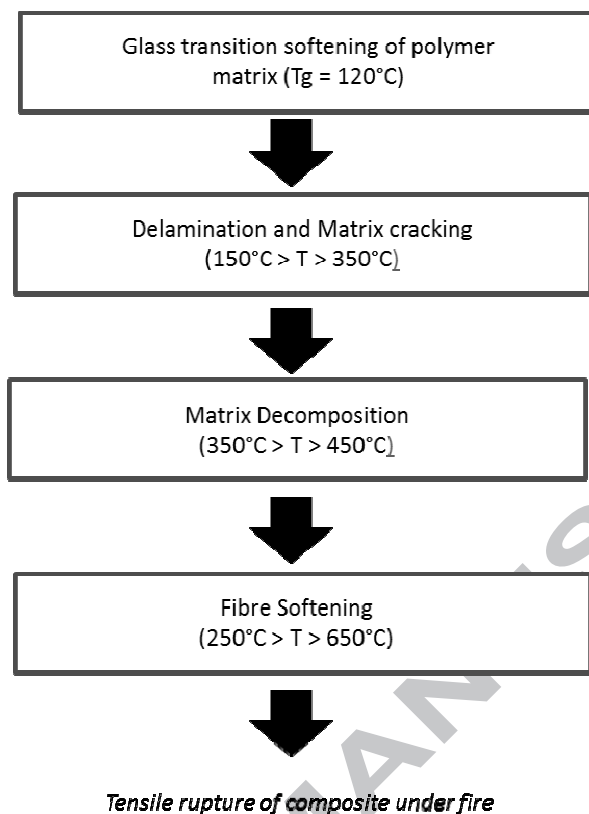 Glass transition softening of polymer
matrix (Tg = 120°C)
Delamination and Matrix cracking
(150°C > T > 350°C)
Matrix Decomposition
(350°C > T > 450°C)
Fibre Softening
(250°C > T > 650°C)
Tensile rupture of composite under fire